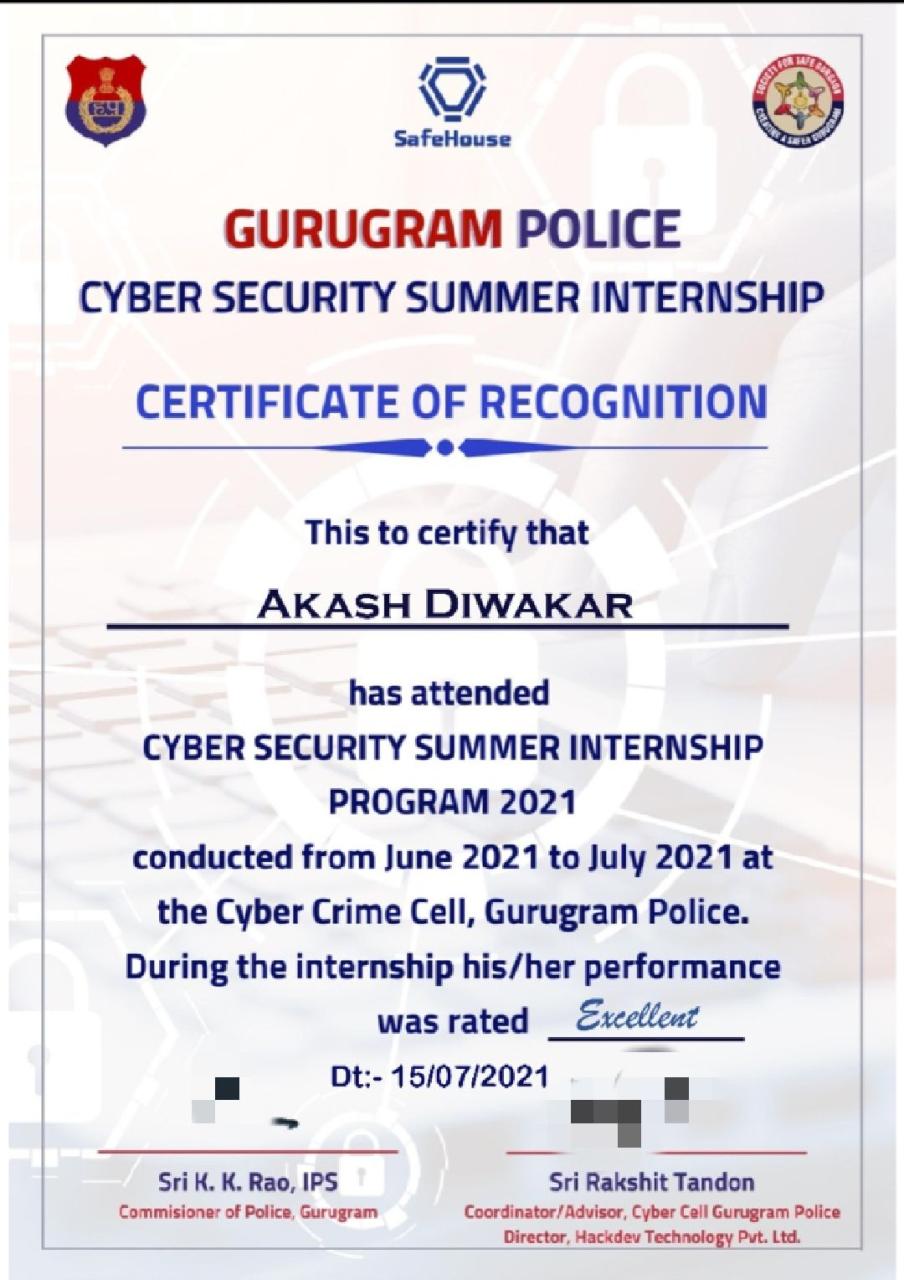 हपु
SafeHouse
SOCIETY FOR SAFE GURGAON
CREATING A SAFER GURUGRAM
GURUGRAM POLICE
CYBER SECURITY SUMMER INTERNSHIP
CERTIFICATE OF RECOGNITION
This to certify that
AKASH DIWAKAR
has attended
CYBER SECURITY SUMMER INTERNSHIP
PROGRAM 2021
conducted from June 2021 to July 2021 at
the Cyber Crime Cell, Gurugram Police.
During the internship his/her performance
was rated Excellent
Dt:- 15/07/2021
Sri K. K. Rao, IPS
Commisioner of Police, Gurugram
Sri Rakshit Tandon
Coordinator/Advisor, Cyber Cell Gurugram Police
Director, Hackdev Technology Pvt. Ltd.